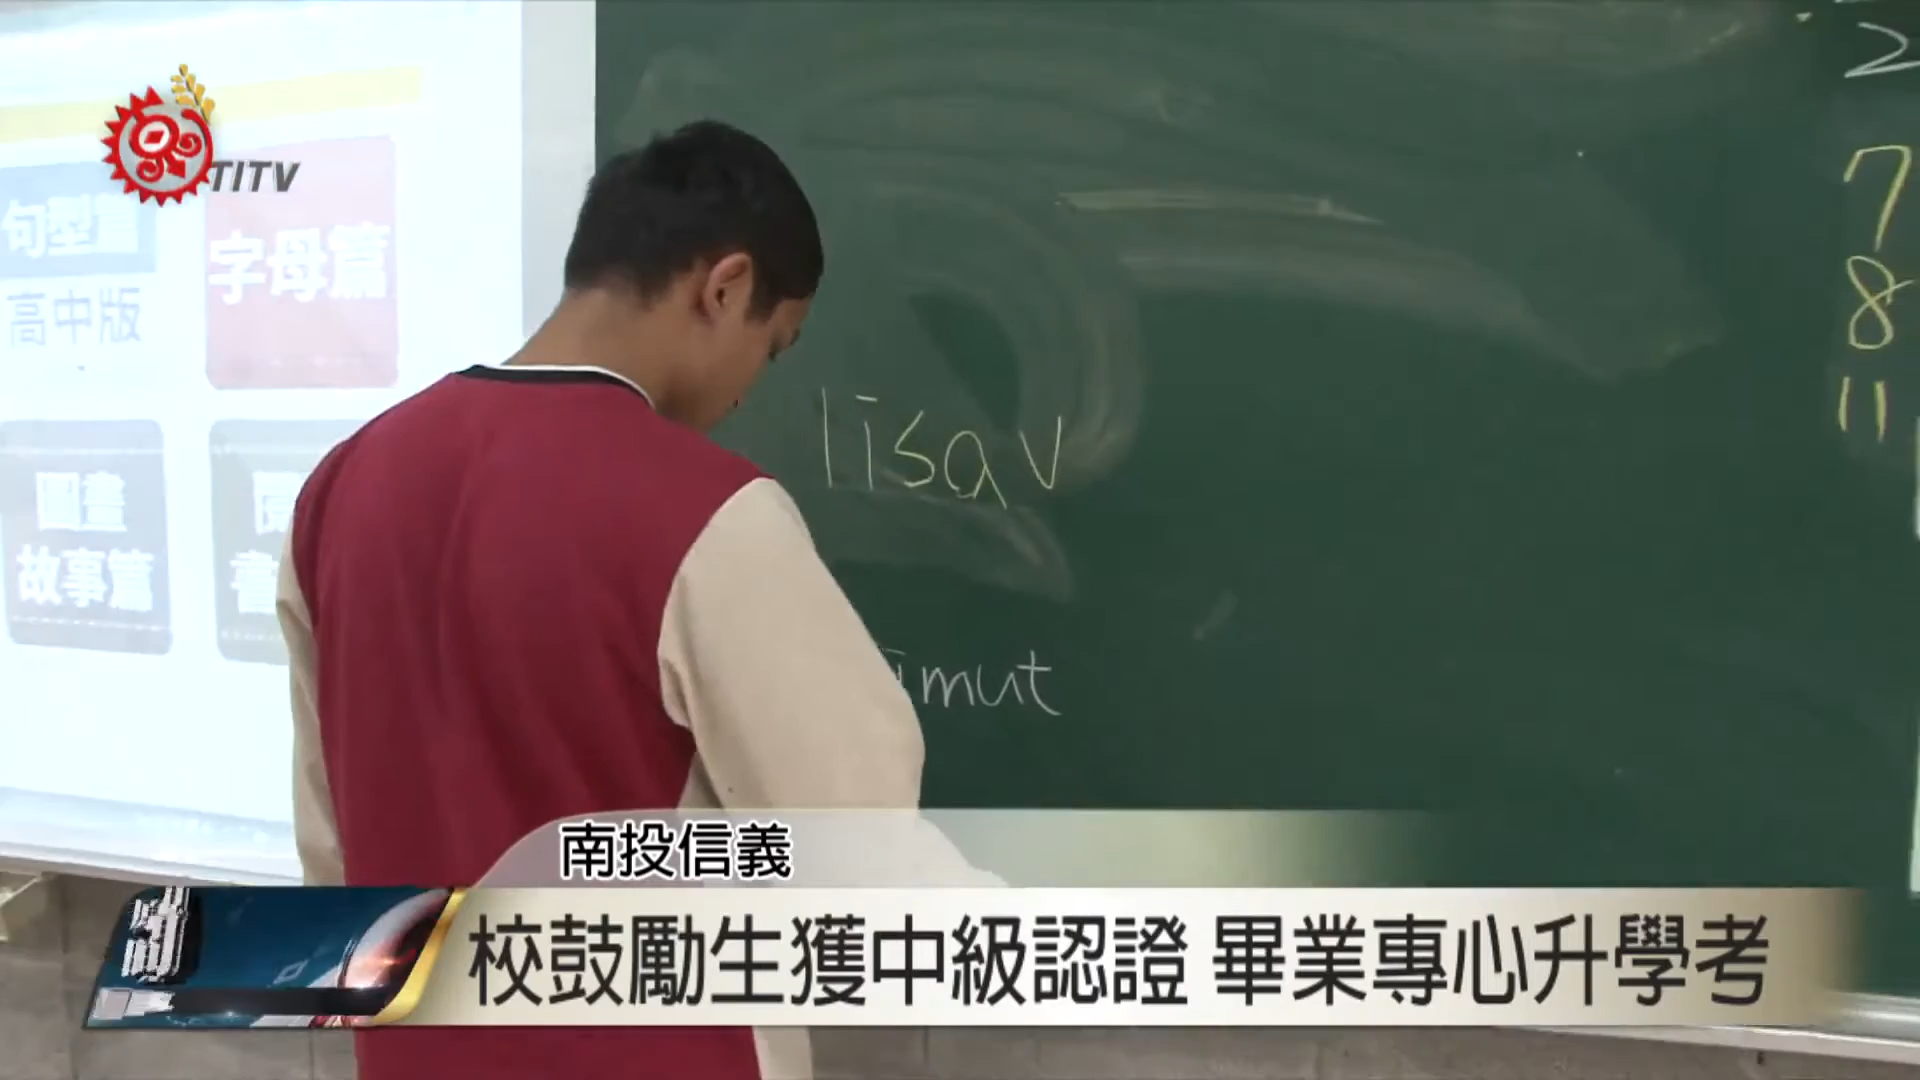 TITV
句型篇
字母篇
高中版
圖畫
故事篇
2
7
8
11
lisav
imut
南投信義
校鼓勵生獲中級認證 畢業專心升學考